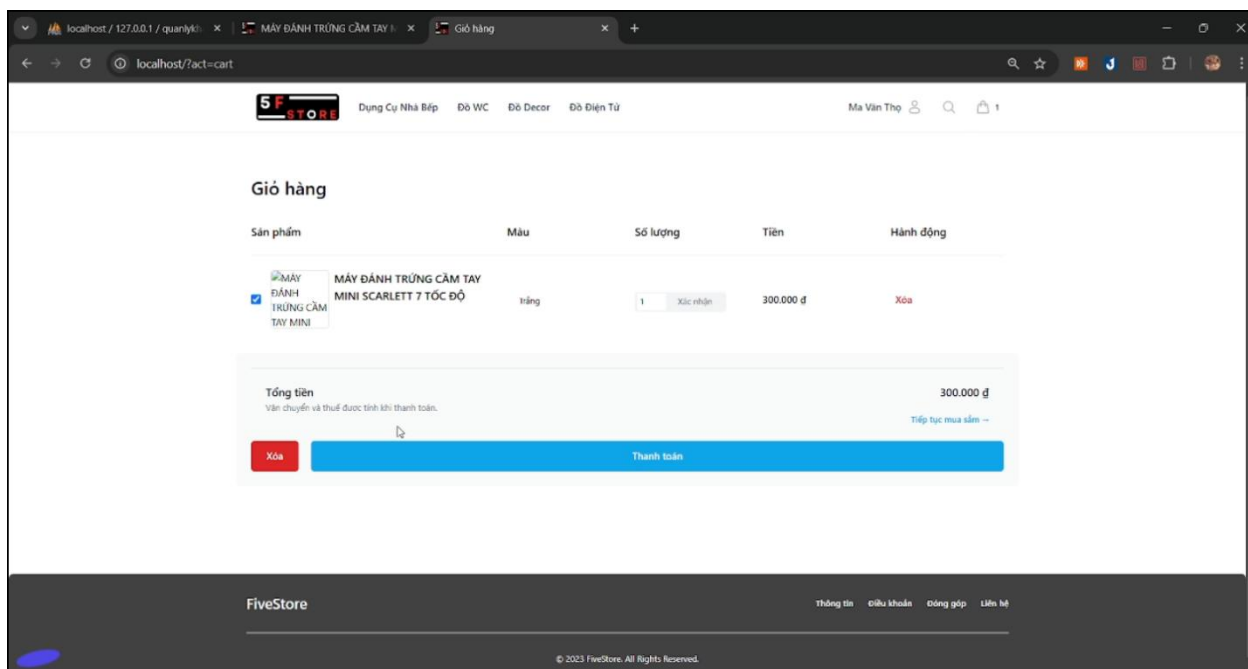 localhost / 127.0.0.1 / quanlykh
MÁY ĐÁNH TRỨNG CẦM TAY M
Giỏ hàng
localhost/?act=cart
5 F STORE
Dụng Cụ Nhà Bếp Đồ WC Đồ Decor Đồ Điện Tử
Ma Văn Thọ 1
Giỏ hàng
Sản phẩm Màu Số lượng Tiền Hành động
MÁY ĐÁNH TRỨNG CẦM TAY MINI
MÁY ĐÁNH TRỨNG CẦM TAY
MINI SCARLETT 7 TỐC ĐỘ
Trắng 1 Xác nhận 300.000 ₫ Xóa
Tổng tiền 300.000 ₫
Vận chuyển và thuế được tính khi thanh toán.
Tiếp tục mua sắm →
Xóa Thanh toán
FiveStore
Thông tin Điều khoản Đóng góp Liên hệ
© 2023 FiveStore. All Rights Reserved.